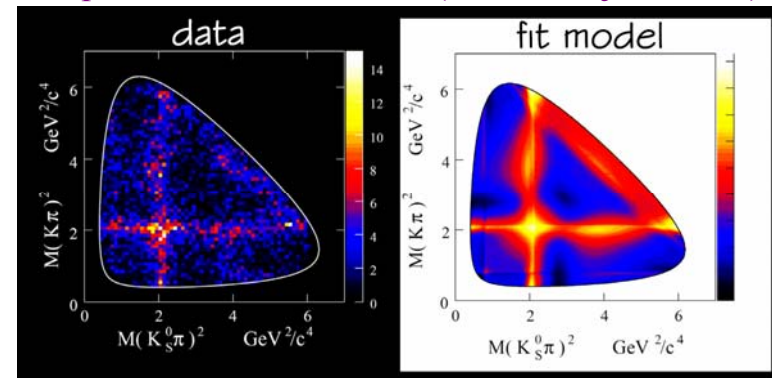 data
fit model
GeV²/c⁴
M(Kπ)²
6
4
2
0
0 2 4 6
M(K⁰Sπ)² GeV²/c⁴
14
12
10
8
6
4
2
0
GeV²/c⁴
M(Kπ)²
6
4
2
0
0 2 4 6
M(K⁰Sπ)² GeV²/c⁴